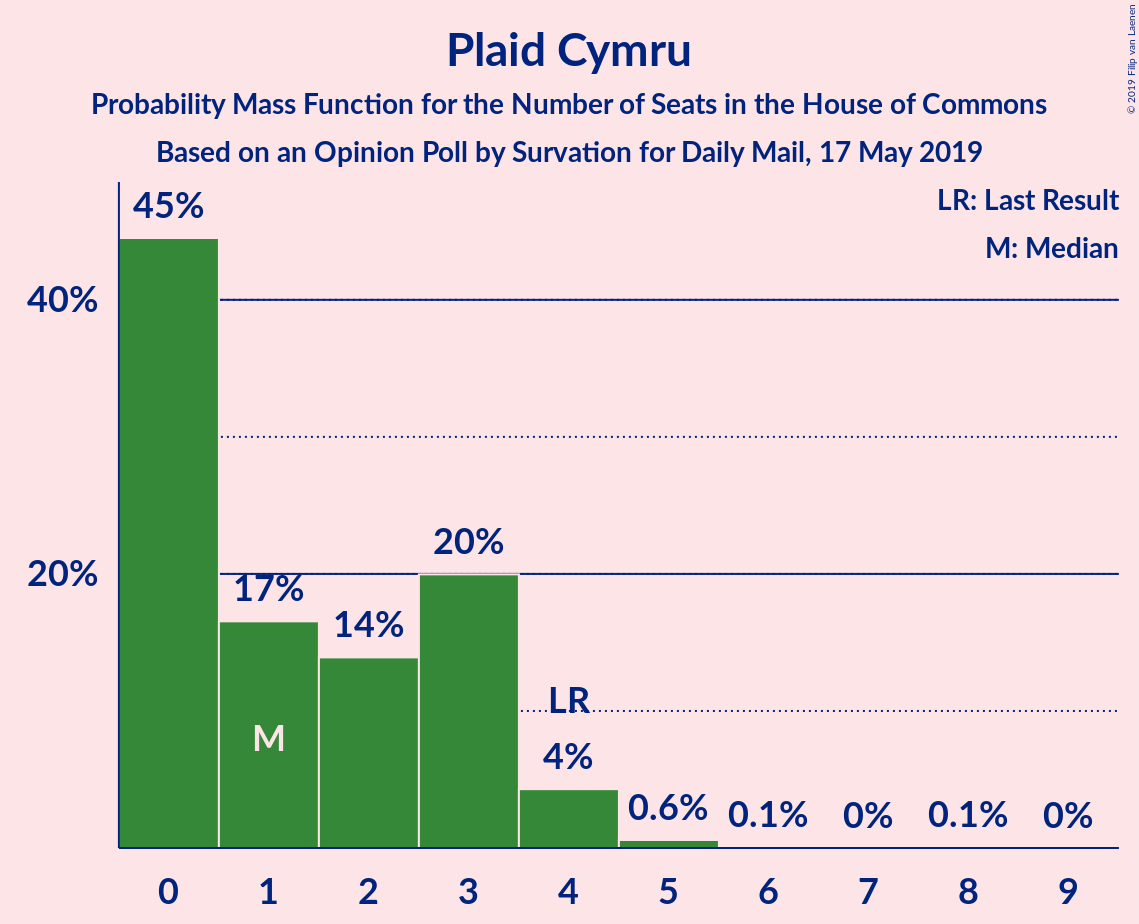 Plaid Cymru
Probability Mass Function for the Number of Seats in the House of Commons
Based on an Opinion Poll by Survation for Daily Mail, 17 May 2019
© 2019 Filip van Laenen
LR: Last Result
M: Median
45%
40%
20%
20%
17%
14%
LR
M
4%
0.6%
0.1%
0%
0.1%
0%
0 1 2 3 4 5 6 7 8 9